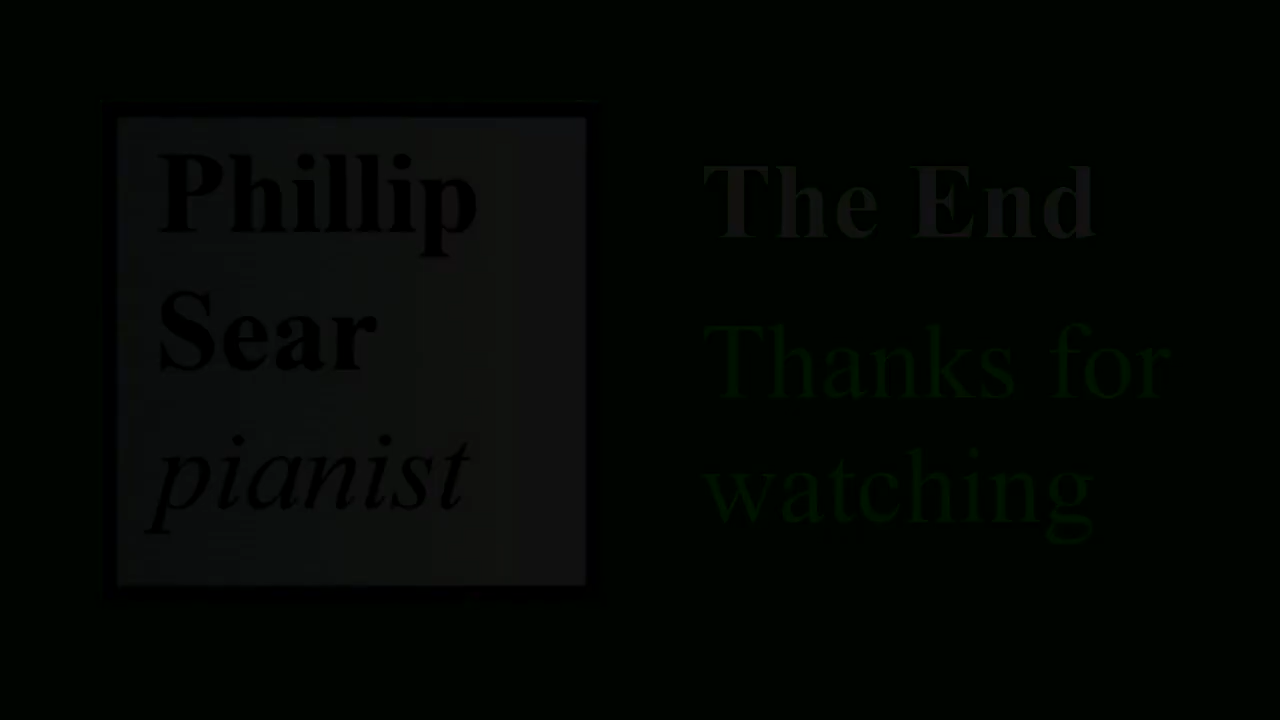 Phillip
Sear
pianist
The End
Thanks for
watching